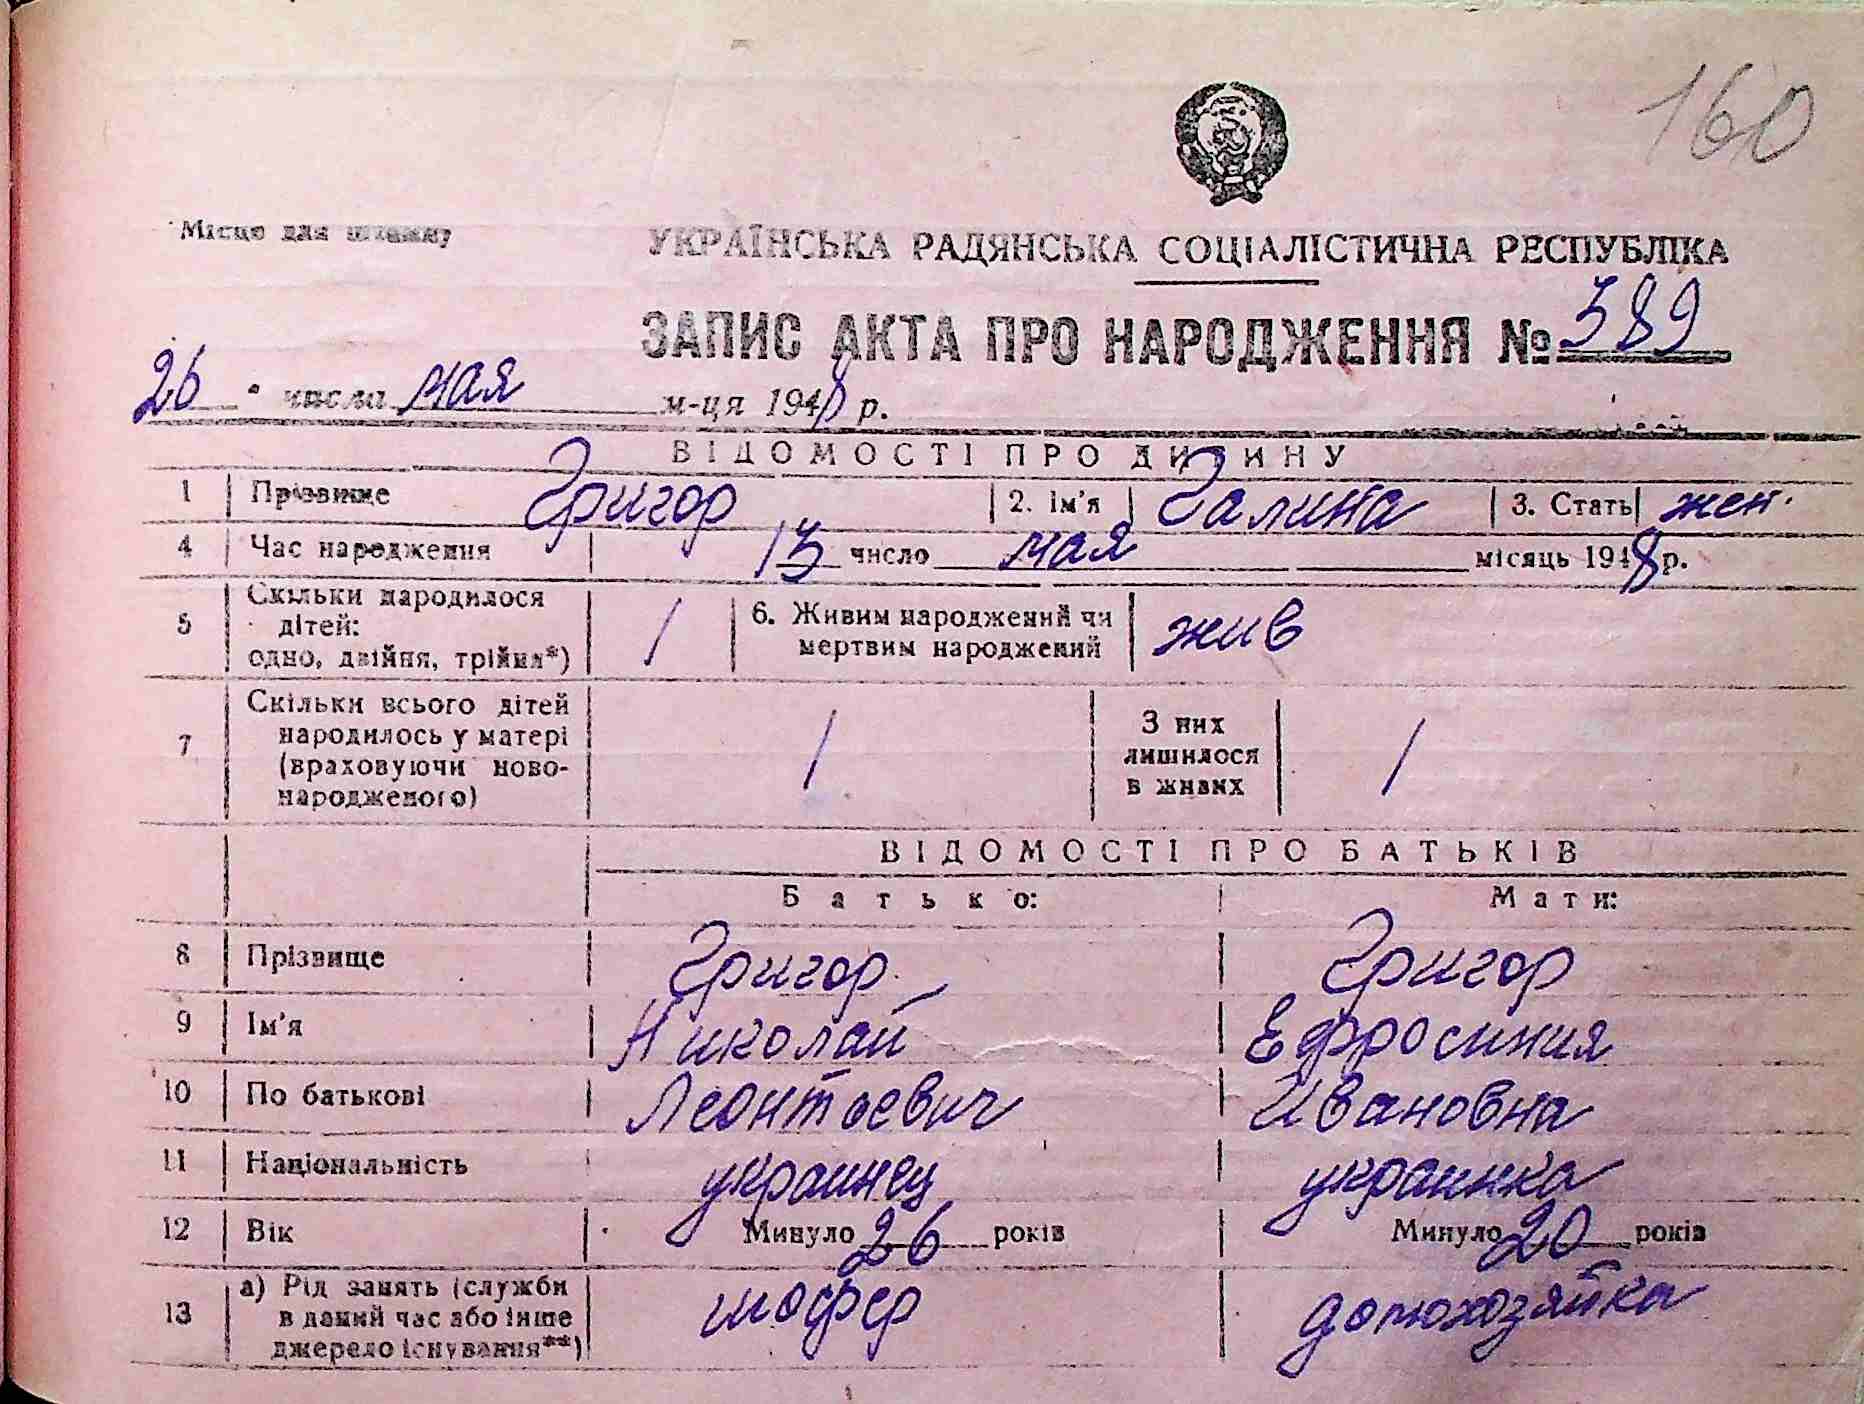 160
Місце для штампу
УКРАЇНСЬКА РАДЯНСЬКА СОЦІАЛІСТИЧНА РЕСПУБЛІКА
ЗАПИС АКТА ПРО НАРОДЖЕННЯ № 389
26 числа мая м-ця 1948 р.
ВІДОМОСТІ ПРО ДИТИНУ
1 Прізвище Григор 2. Ім'я Галина 3. Стать жен.
4 Час народження 13 число мая місяць 1948 р.
5 Скільки народилося дітей: одно, двійня, трійня*) 1 6. Живим народжений чи мертвим народжений жив
7 Скільки всього дітей народилось у матері (враховуючи ново-народженого) 1 З них лишилося в живих 1
ВІДОМОСТІ ПРО БАТЬКІВ
Батько: Мати:
8 Прізвище Григор Григор
9 Ім'я Николай Ефросиния
10 По батькові Леонтьевич Ивановна
11 Національність украинец украинка
12 Вік Минуло 26 років Минуло 20 років
13 а) Рід занять (служби в даний час або інше джерело існування**) шофер домохозяйка